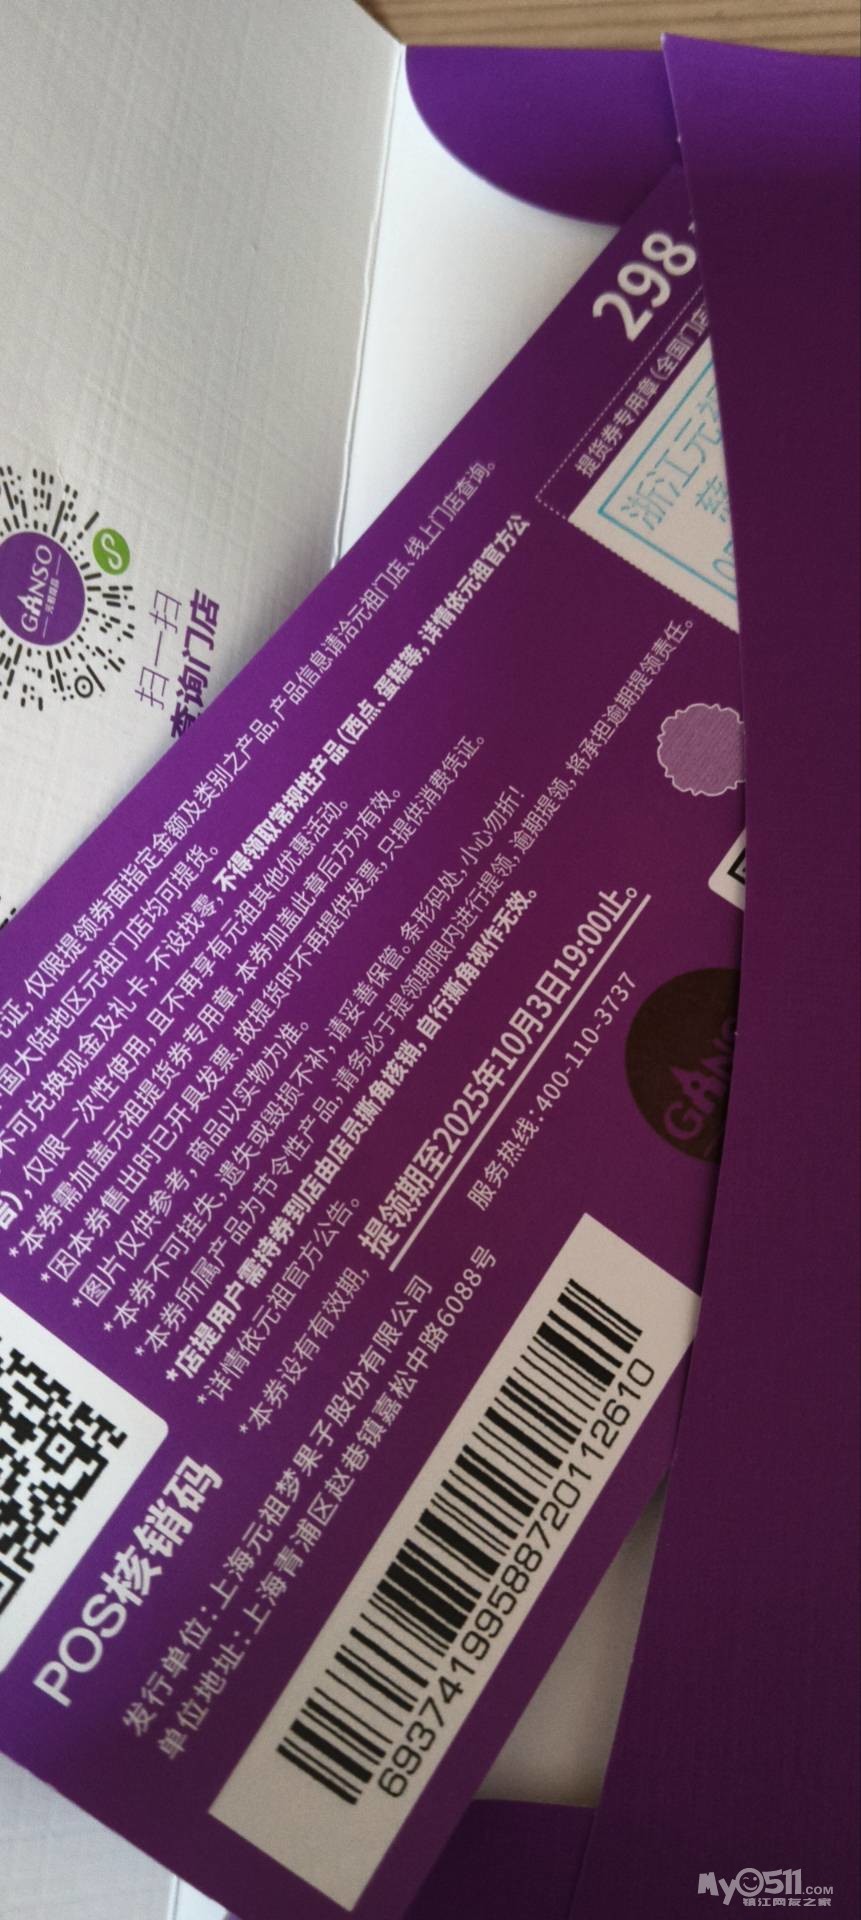 298
提货券专用章(全国门店
浙江元祖
慈
GANSO
元祖食品
扫一扫
查询门店
证,仅限提领券面指定金额及类别之产品,产品信息请洽元祖门店、线上门店查询。
国大陆地区元祖门店均可提货。
不可兑换现金及礼卡,不设找零,不得领取常规性产品(西点、蛋糕等,详情依元祖官方公
告),仅限一次性使用,且不再享有元祖其他优惠活动。
*本券需加盖元祖提货券专用章,本券加盖此章后方为有效。
*因本券售出时已开具发票,故提货时不再提供发票,只提供消费凭证。
*图片仅供参考,商品以实物为准。
*本券不可挂失,遗失或毁损不补,请妥善保管。条形码处,小心勿折!
*本券所属产品为节令性产品,请务必于提领期限内进行提领,逾期提领,将承担逾期提领责任。
*店提用户需持券到店由店员撕角核销,自行撕角视作无效。
*详情依元祖官方公告。
*本券设有有效期,提领期至2025年10月3日19:00止。
服务热线:400-110-3737
GANSO
POS核销码
发行单位:上海元祖梦果子股份有限公司
单位地址:上海青浦区赵巷镇嘉松中路6088号
6937419958872011 2610
My0511.COM
镇江网友之家